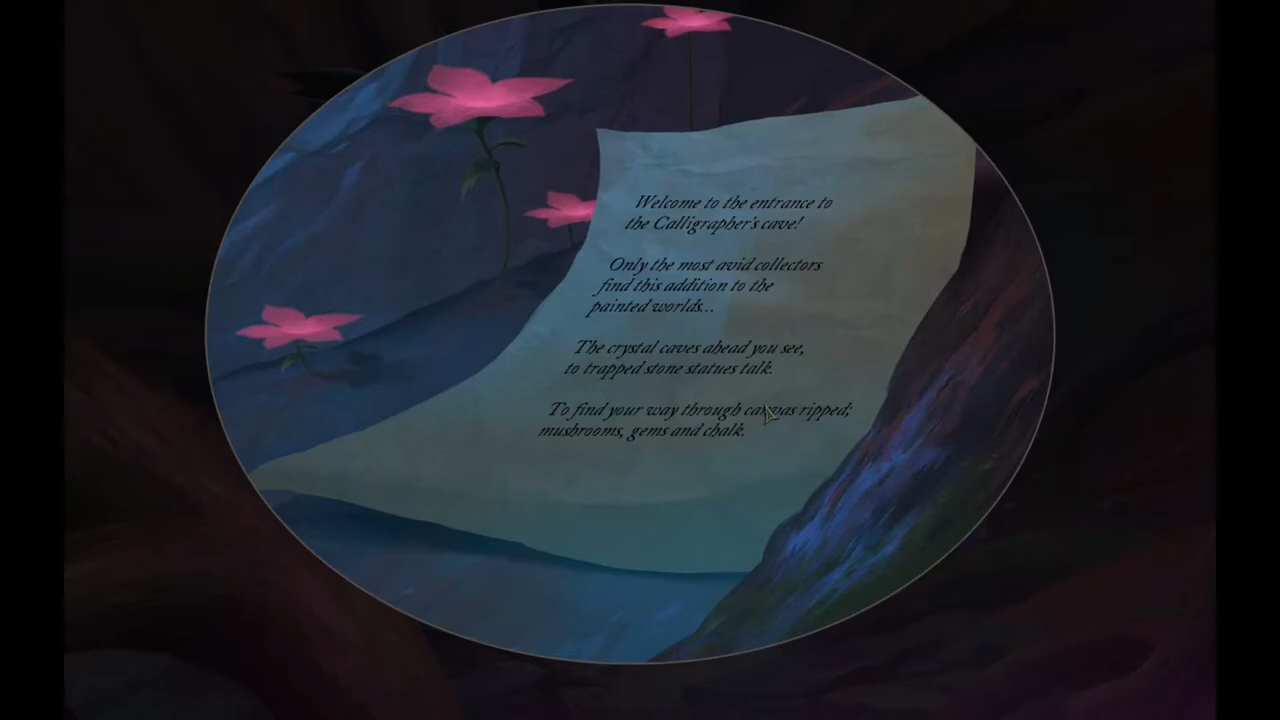 Welcome to the entrance to
the Calligrapher's cave!
Only the most avid collectors
find this addition to the
painted worlds...
The crystal caves ahead you see,
to trapped stone statues talk.
To find your way through canvas ripped;
mushrooms, gems and chalk.